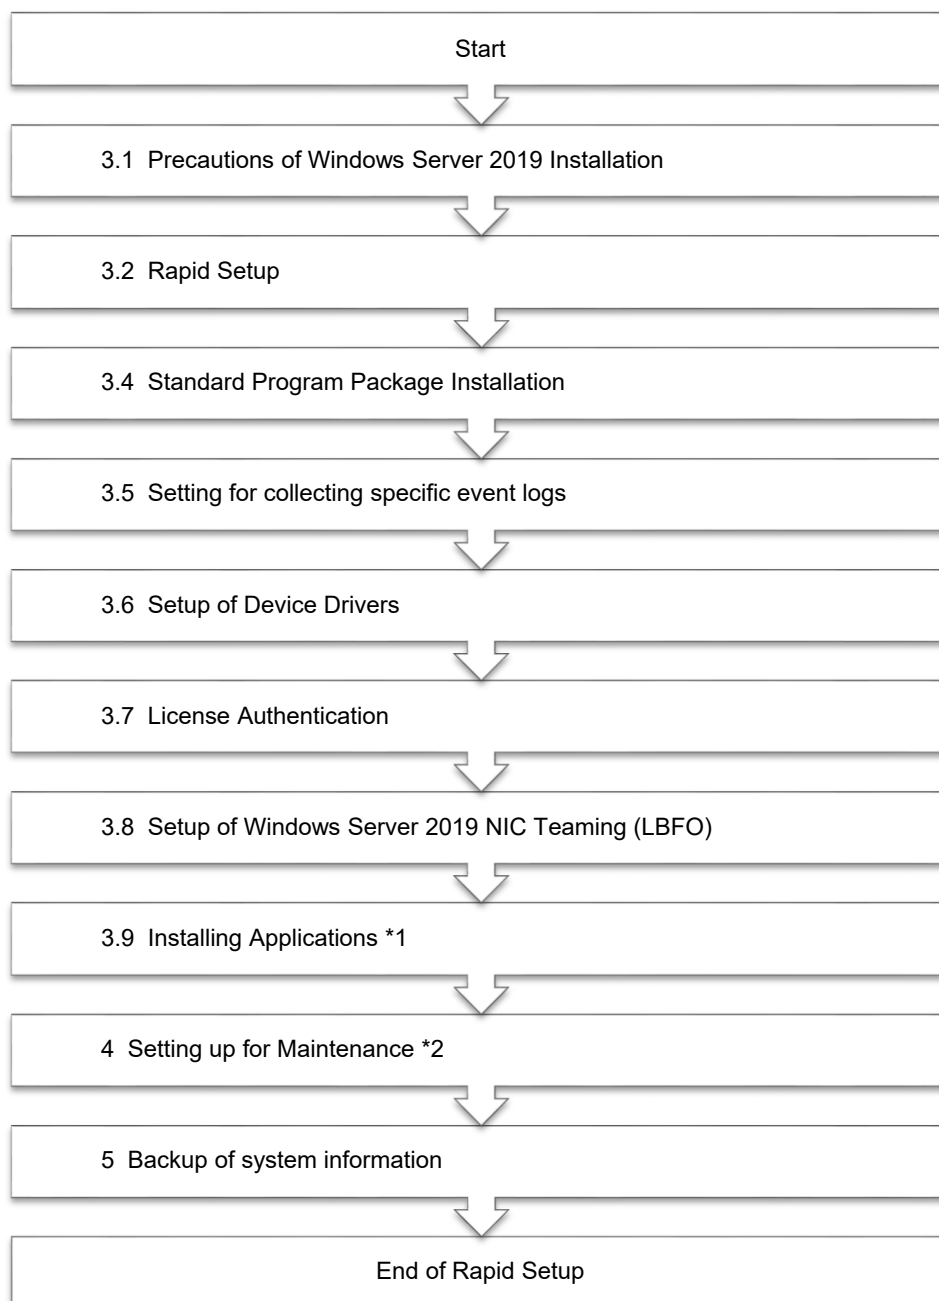 Start
3.1 Precautions of Windows Server 2019 Installation
3.2 Rapid Setup
3.4 Standard Program Package Installation
3.5 Setting for collecting specific event logs
3.6 Setup of Device Drivers
3.7 License Authentication
3.8 Setup of Windows Server 2019 NIC Teaming (LBFO)
3.9 Installing Applications *1
4 Setting up for Maintenance *2
5 Backup of system information
End of Rapid Setup